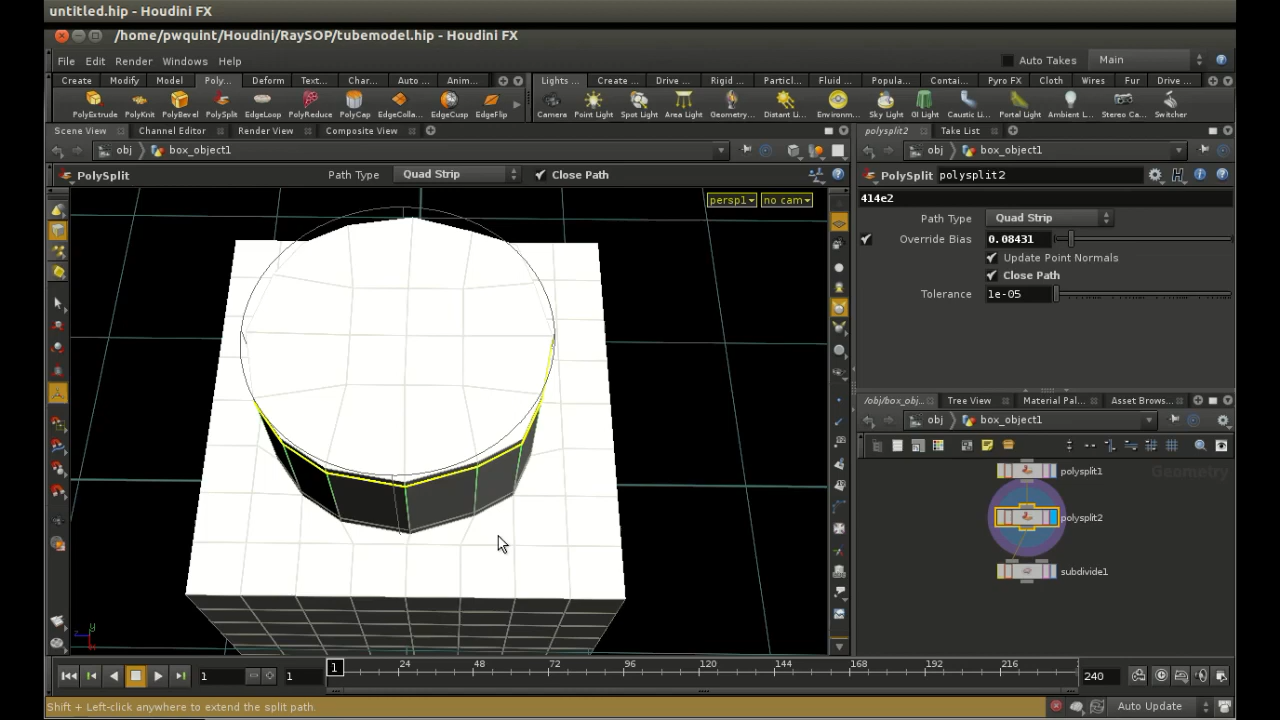 untitled.hip - Houdini FX
/home/pwquint/Houdini/RaySOP/tubemodel.hip - Houdini FX
File Edit Render Windows Help Auto Takes Main
Create Modify Model Poly... Deform Text... Char... Auto ... Anim... Lights ... Create ... Drive ... Rigid ... Particl... Fluid ... Popula... Contai... Pyro FX Cloth Wires Fur Drive ...
PolyExtrude PolyKnit PolyBevel PolySplit EdgeLoop PolyReduce PolyCap EdgeColla... EdgeCusp EdgeFlip Camera Point Light Spot Light Area Light Geometry... Distant Li... Environm... Sky Light GI Light Caustic Li... Portal Light Ambient L... Stereo Ca... Switcher
Scene View Channel Editor Render View Composite View polysplit2 Take List
obj box_object1 obj box_object1
PolySplit Path Type Quad Strip Close Path PolySplit polysplit2
414e2
persp1 no cam
Path Type Quad Strip
Override Bias 0.08431
Update Point Normals
Close Path
Tolerance 1e-05
/obj/box_obj... Tree View Material Pal... Asset Brows...
obj box_object1
polysplit1
Geometry
polysplit2
subdivide1
z y x
1 1 1 24 48 72 96 120 144 168 192 216 240
Shift + Left-click anywhere to extend the split path. Auto Update